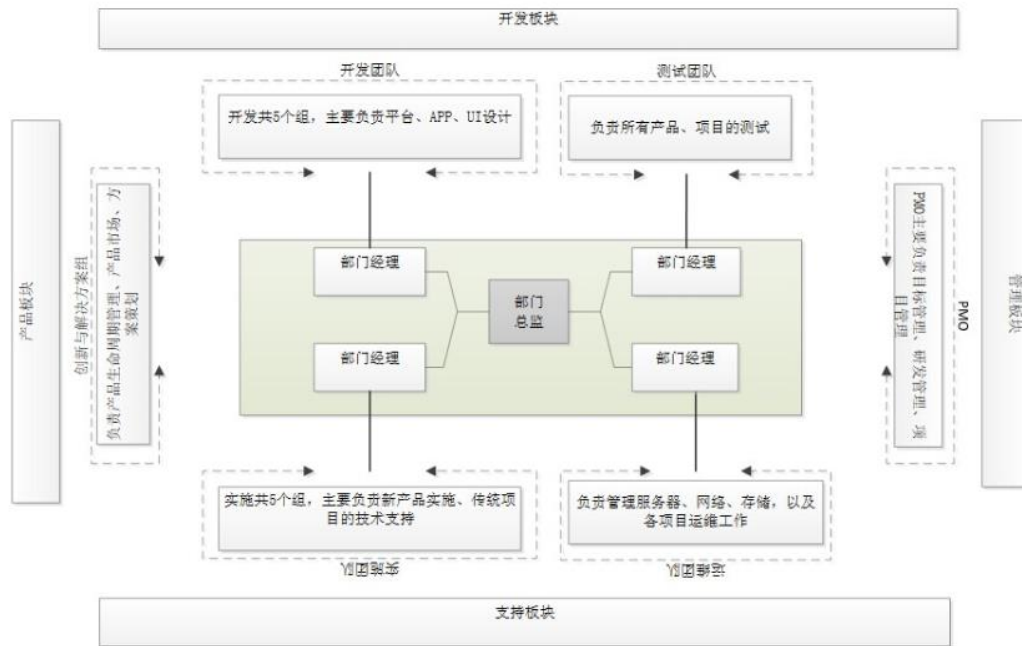 开发板块
开发团队
测试团队
开发共5个组，主要负责平台、APP、UI设计
负责所有产品、项目的测试
产品板块
创新与解决方案组
负责产品生命周期管理、产品市场、方
案策划
部门经理
部门经理
部门
总监
部门经理
部门经理
PMO主要负责目标管理、研发管理、项
目管理
PMO
管理板块
实施共5个组，主要负责新产品实施、传统项
目的技术支持
负责管理服务器、网络、存储，以及
各项目运维工作
实施团队
运维团队
支持板块